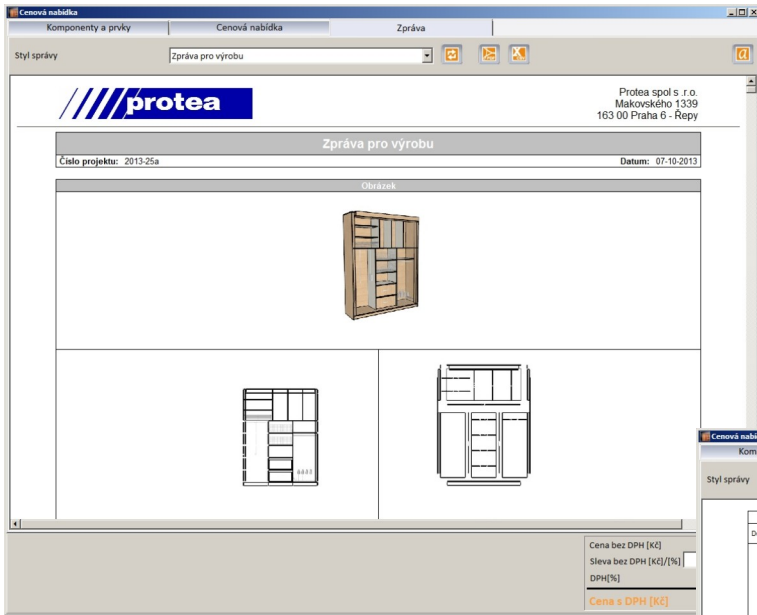 Cenová nabídka
Komponenty a prvky Cenová nabídka Zpráva
Styl správy Zpráva pro výrobu
protea
Protea spol s .r.o.
Makovského 1339
163 00 Praha 6 - Řepy
Zpráva pro výrobu
Číslo projektu: 2013-25a Datum: 07-10-2013
Obrázek
Cena bez DPH [Kč]
Sleva bez DPH [Kč]/[%]
DPH[%]
Cena s DPH [Kč]
Cenová nabí
Kom
Styl správy